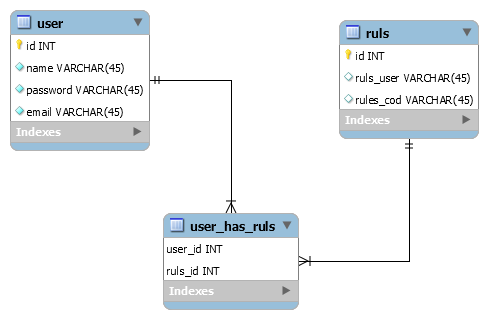 user
id INT
name VARCHAR(45)
password VARCHAR(45)
email VARCHAR(45)
Indexes
ruls
id INT
ruls_user VARCHAR(45)
rules_cod VARCHAR(45)
Indexes
user_has_ruls
user_id INT
ruls_id INT
Indexes